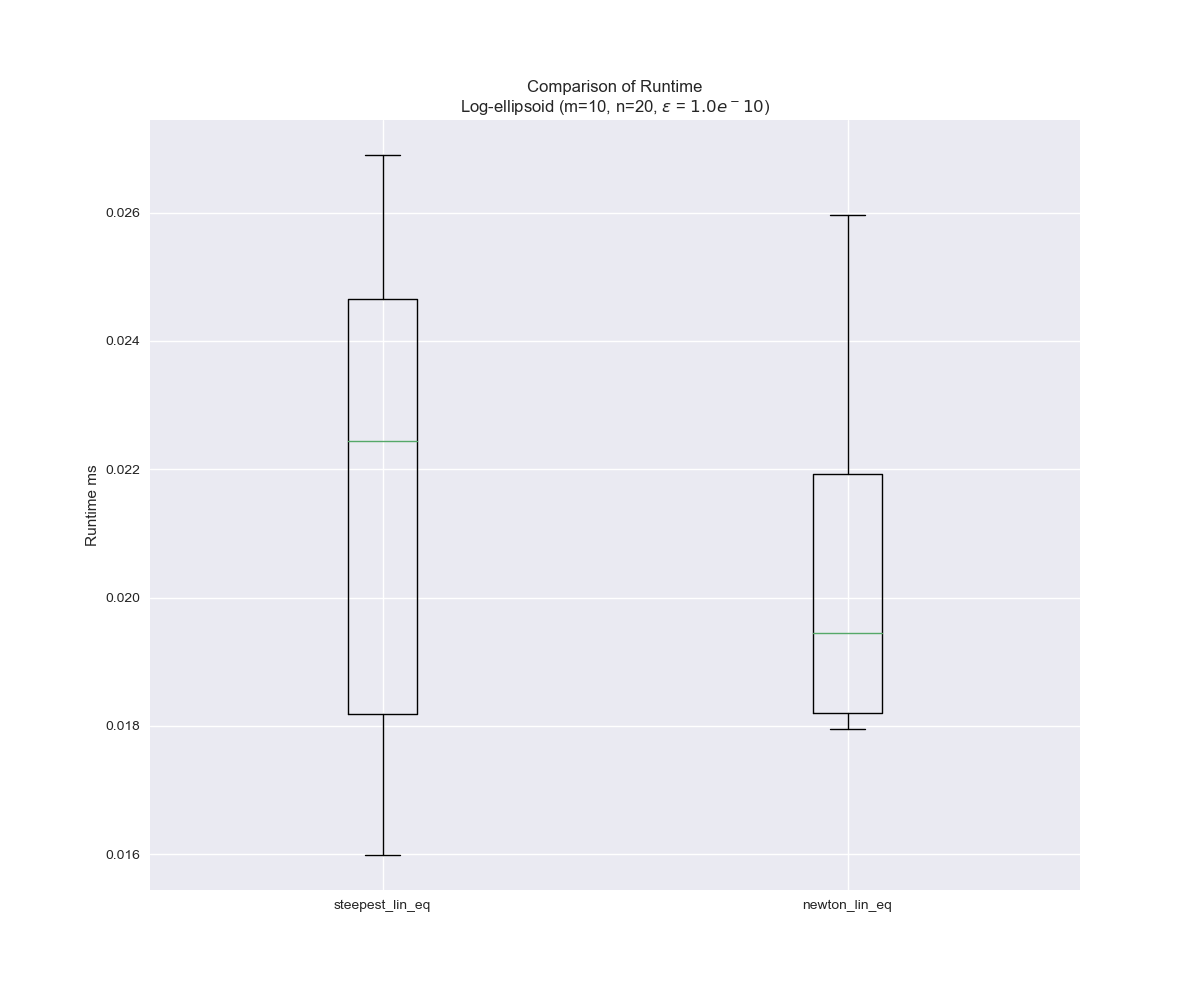 Comparison of Runtime
Log-ellipsoid (m=10, n=20, ε = 1.0e⁻10)
Runtime ms
0.026
0.024
0.022
0.020
0.018
0.016
steepest_lin_eq
newton_lin_eq